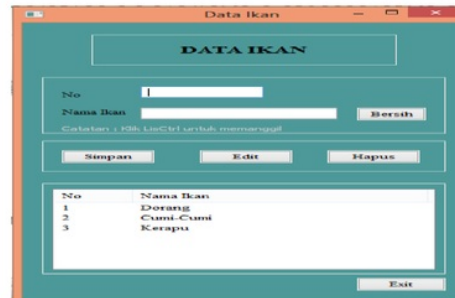 Data Ikan
DATA IKAN
No
Nama Ikan
Bersih
Catatan : Klik LisCtrl untuk memanggil
Simpan Edit Hapus
No Nama Ikan
1 Dorang
2 Cumi-Cumi
3 Kerapu
Exit